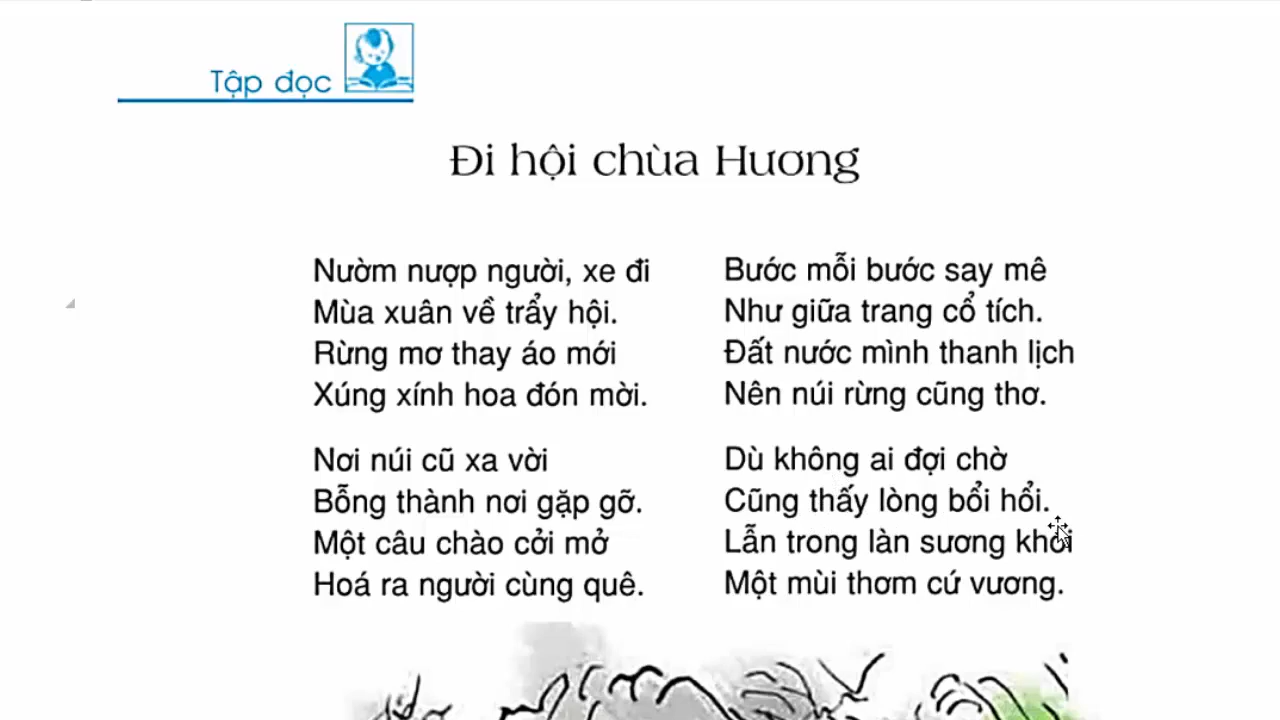 Tập đọc
Đi hội chùa Hương
Nườm nượp người, xe đi
Mùa xuân về trẩy hội.
Rừng mơ thay áo mới
Xúng xính hoa đón mời.
Nơi núi cũ xa vời
Bỗng thành nơi gặp gỡ.
Một câu chào cởi mở
Hoá ra người cùng quê.
Bước mỗi bước say mê
Như giữa trang cổ tích.
Đất nước mình thanh lịch
Nên núi rừng cũng thơ.
Dù không ai đợi chờ
Cũng thấy lòng bổi hổi.
Lẫn trong làn sương khói
Một mùi thơm cứ vương.